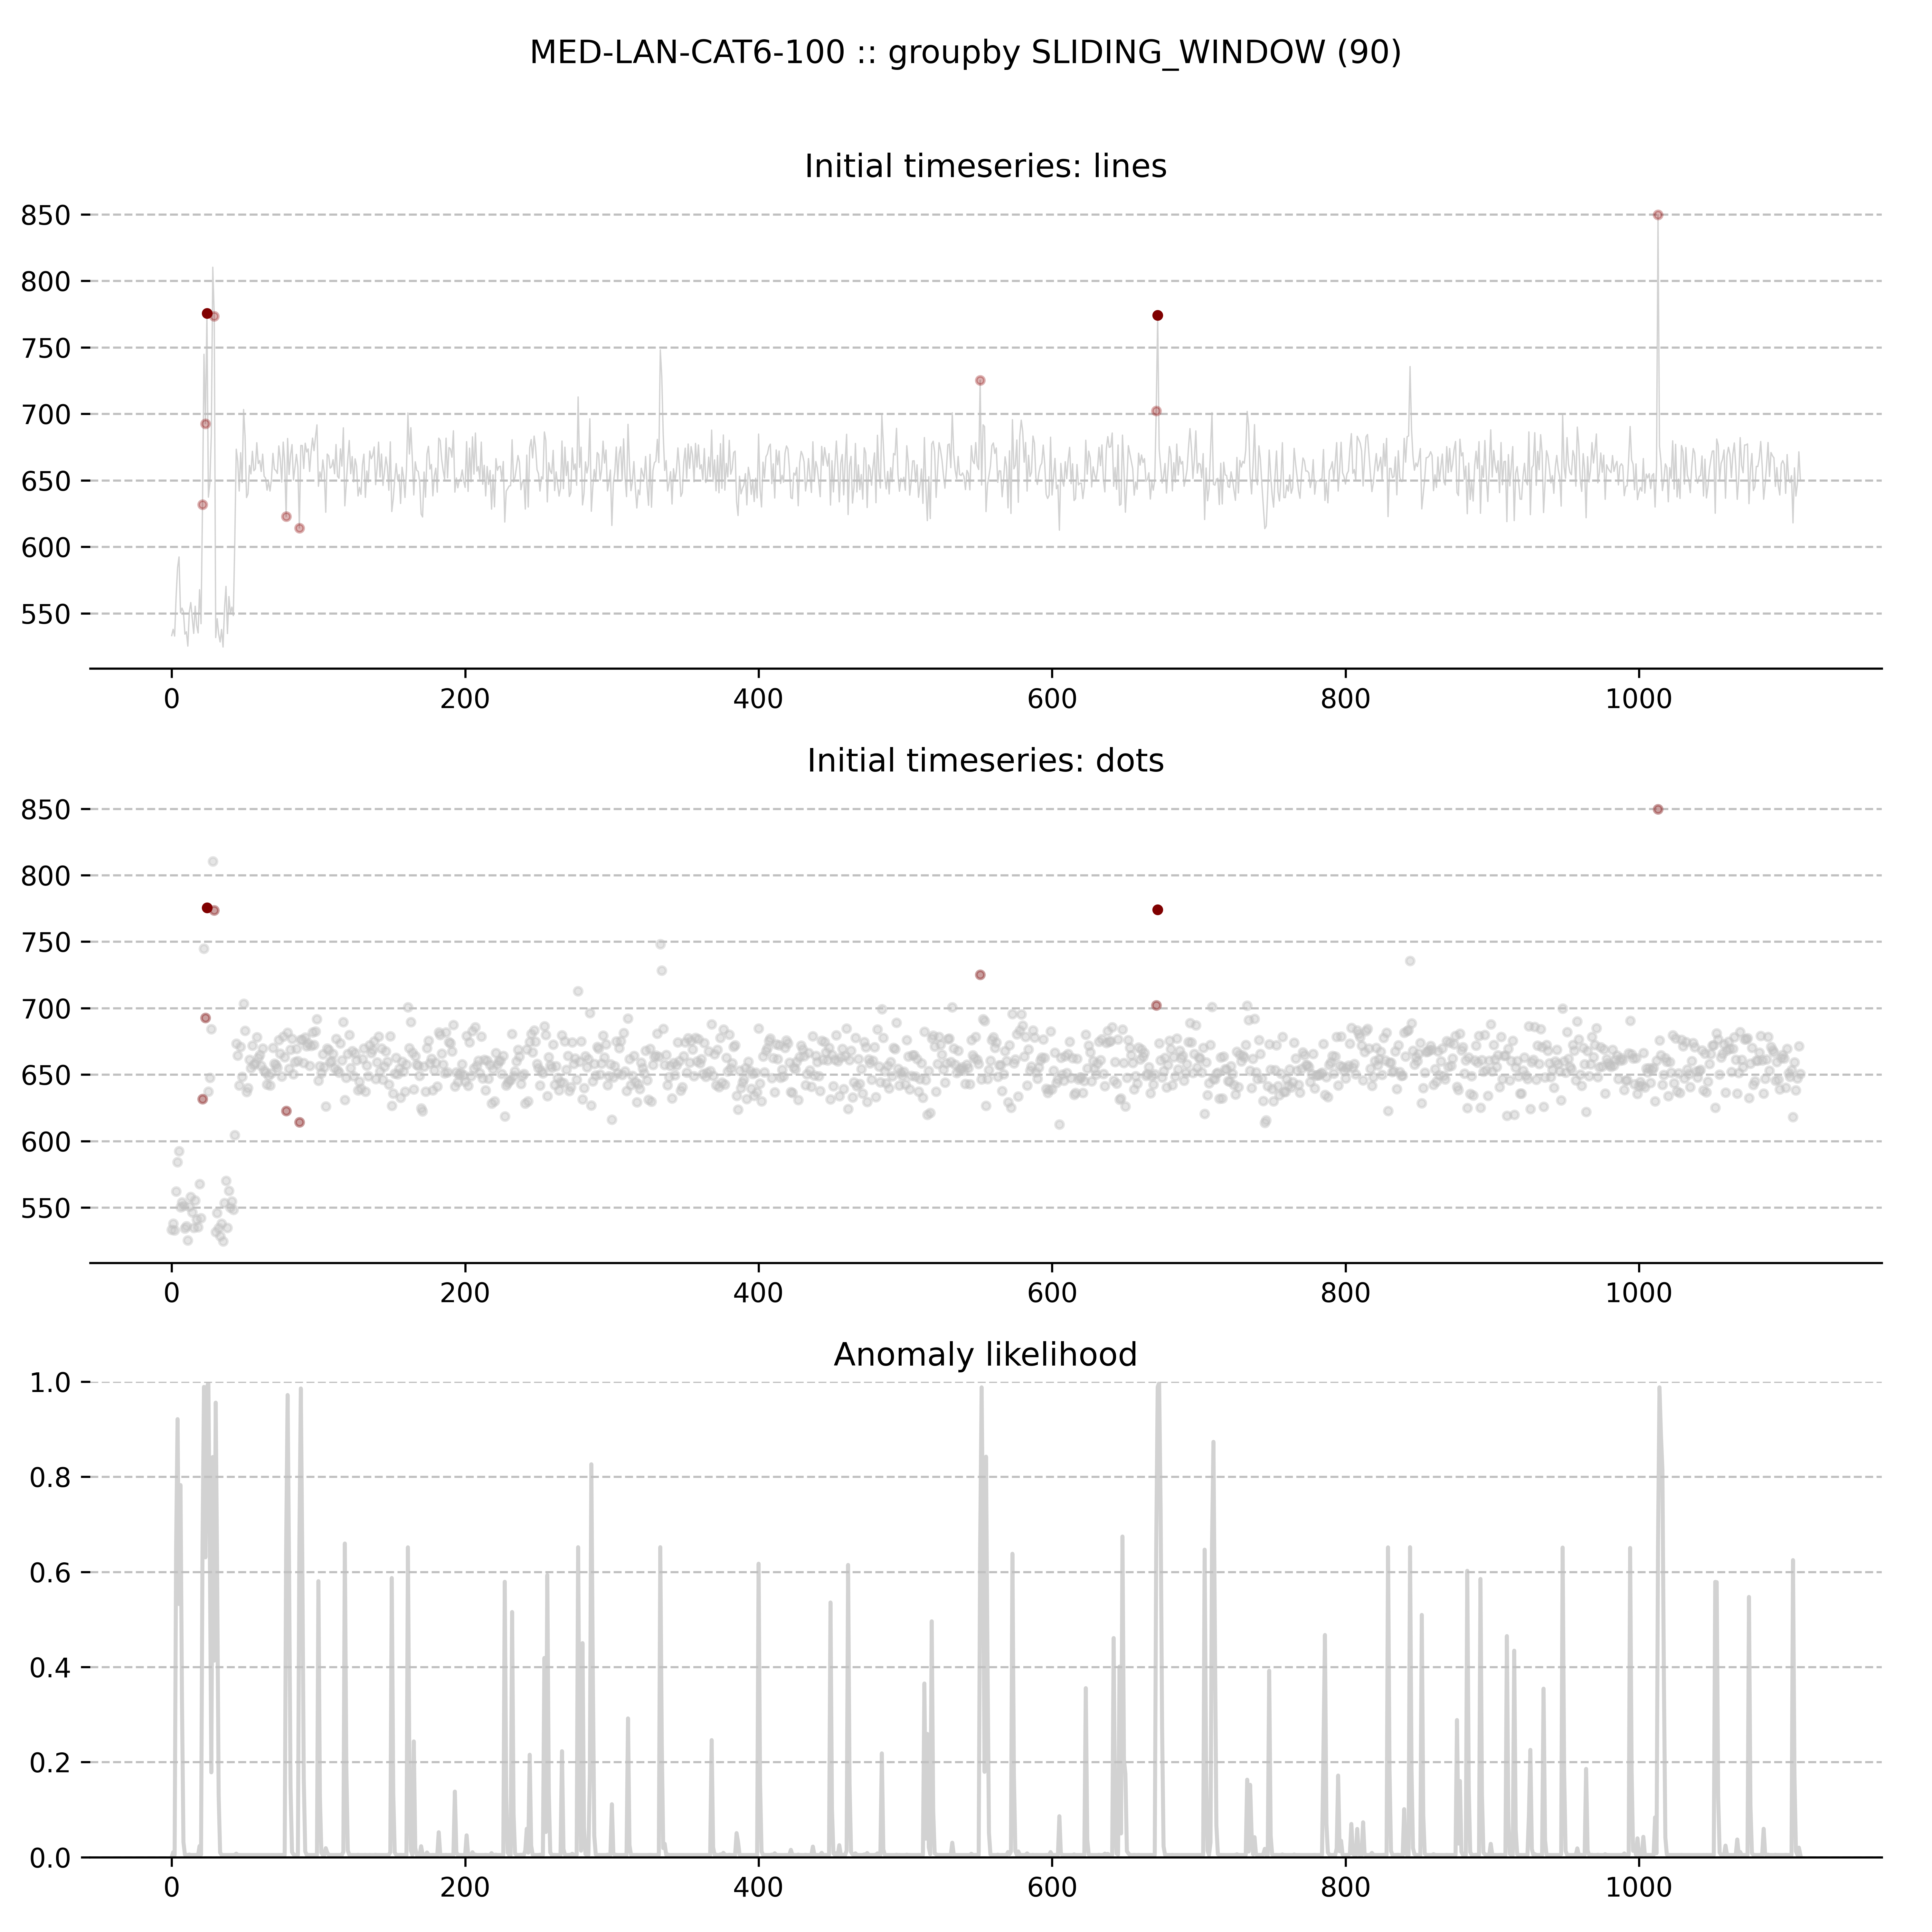 MED-LAN-CAT6-100 :: groupby SLIDING_WINDOW (90)
Initial timeseries: lines
850
800
750
700
650
600
550
0 200 400 600 800 1000
Initial timeseries: dots
850
800
750
700
650
600
550
0 200 400 600 800 1000
Anomaly likelihood
1.0
0.8
0.6
0.4
0.2
0.0
0 200 400 600 800 1000